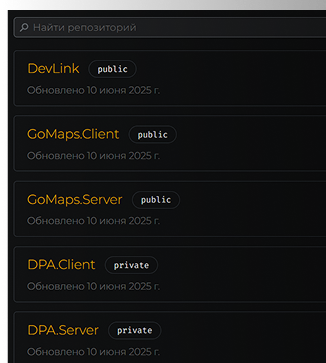 Найти репозиторий
DevLink public
Обновлено 10 июня 2025 г.
GoMaps.Client public
Обновлено 10 июня 2025 г.
GoMaps.Server public
Обновлено 10 июня 2025 г.
DPA.Client private
Обновлено 10 июня 2025 г.
DPA.Server private
Обновлено 10 июня 2025 г.